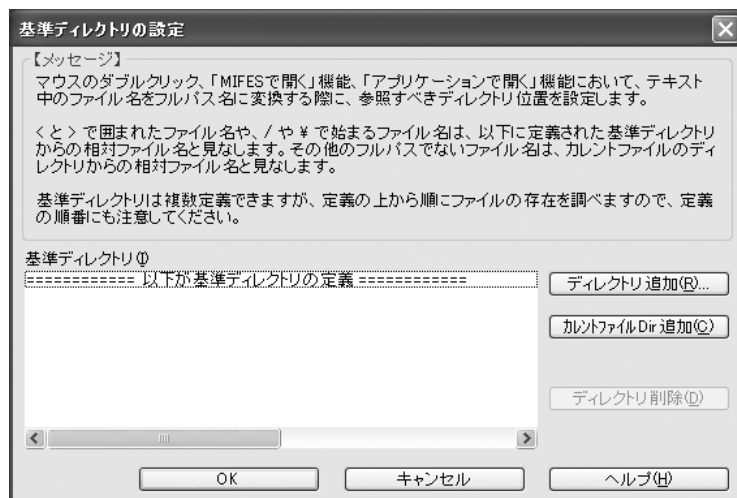 基準ディレクトリの設定
【メッセージ】
マウスのダブルクリック、「MIFESで開く」機能、「アプリケーションで開く」機能において、テキスト
中のファイル名をフルパス名に変換する際に、参照すべきディレクトリ位置を設定します。
< と > で囲まれたファイル名や、/ や ¥ で始まるファイル名は、以下に定義された基準ディレクトリ
からの相対ファイル名と見なします。その他のフルパスでないファイル名は、カレントファイルのディ
レクトリからの相対ファイル名と見なします。
基準ディレクトリは複数定義できますが、定義の上から順にファイルの存在を調べますので、定義
の順番にも注意してください。
基準ディレクトリ(I)
============ 以下が基準ディレクトリの定義 ============
ディレクトリ追加(R)...
カレントファイルDir追加(C)
ディレクトリ削除(D)
OK
キャンセル
ヘルプ(H)